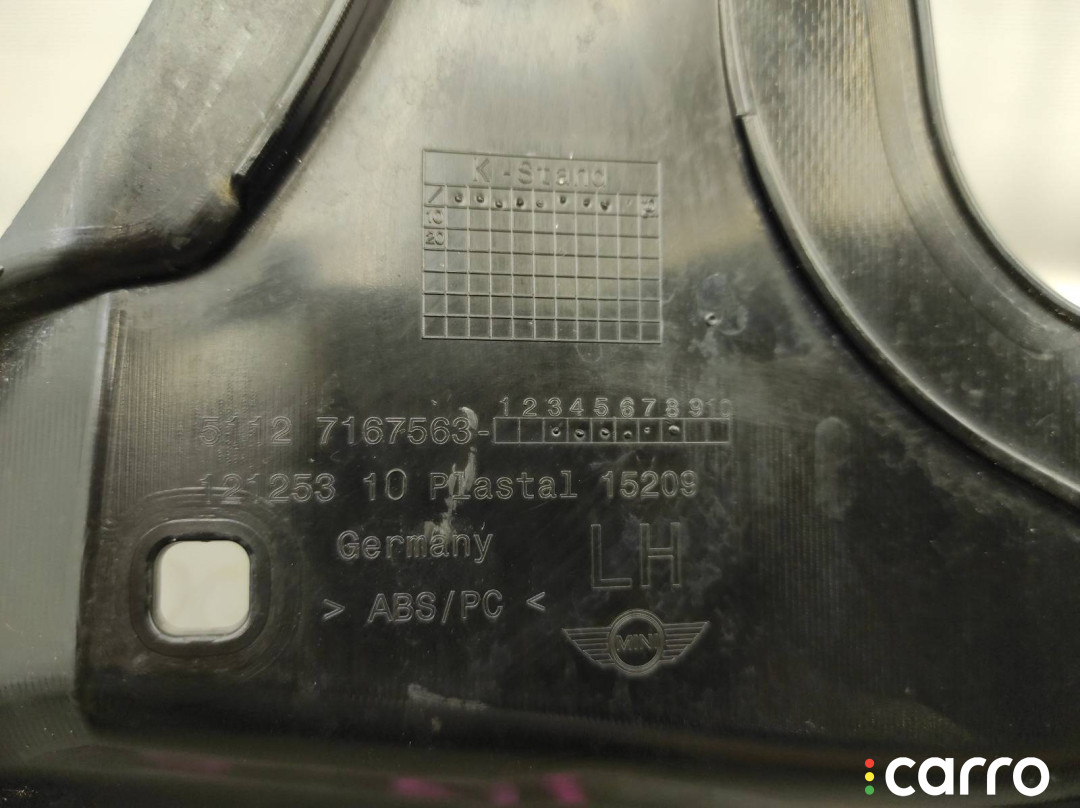 K-Stand
10
20
1 2 3 4 5 6 7 8 9 10
5112 7167563-
121253 10 Plastal 15209
Germany
LH
> ABS/PC <
MINI
carro